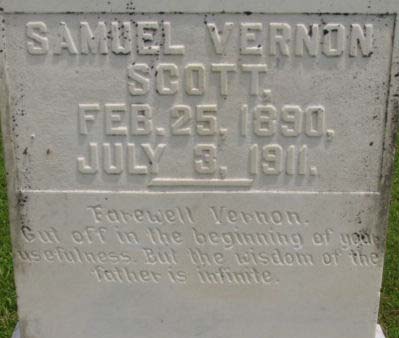 SAMUEL VERNON
SCOTT,
FEB. 25, 1890,
JULY 3, 1911.
Farewell Vernon.
Cut off in the beginning of your
usefulness. But the wisdom of the
father is infinite.